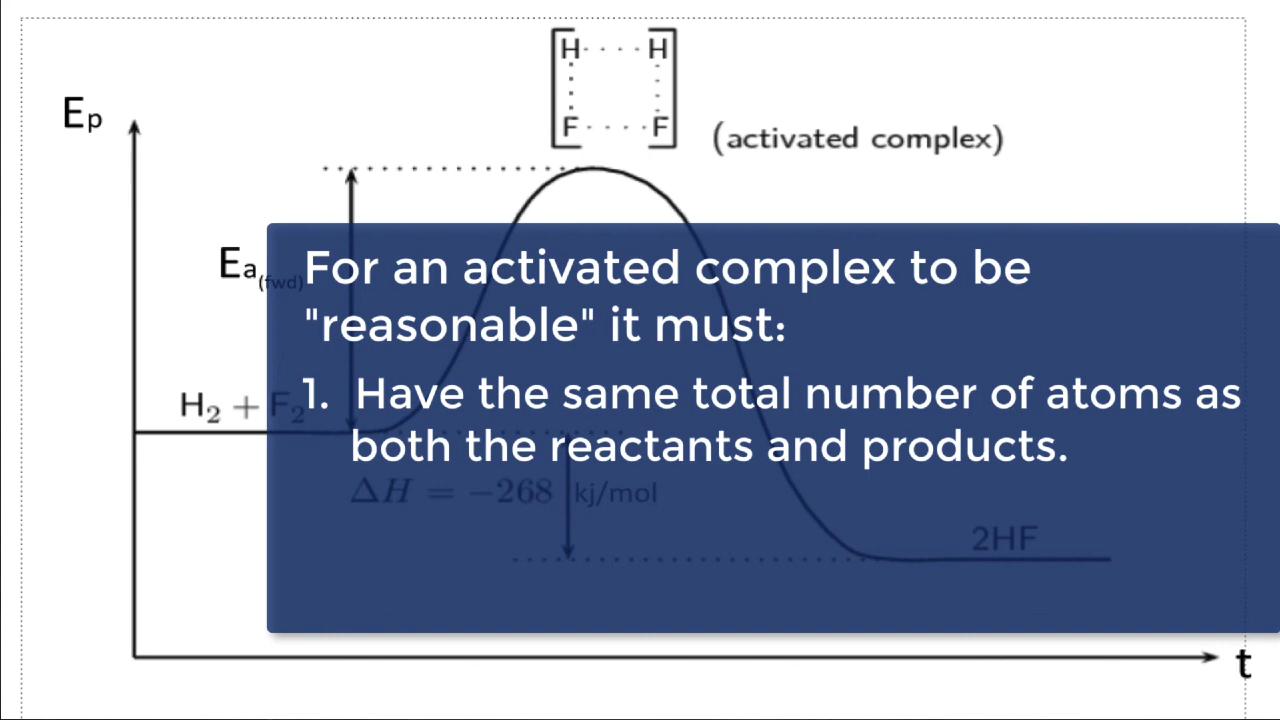 H · · · · H
F · · · · F
(activated complex)
Ep
Ea(fwd)
For an activated complex to be
"reasonable" it must:
1. Have the same total number of atoms as
both the reactants and products.
H₂ + F₂
ΔH = −268 kj/mol
2HF
t